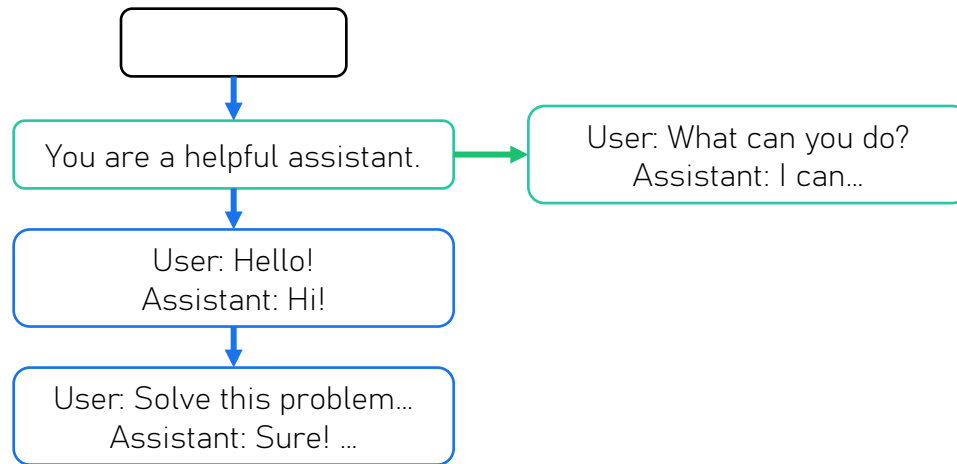 You are a helpful assistant.
User: What can you do?
Assistant: I can...
User: Hello!
Assistant: Hi!
User: Solve this problem...
Assistant: Sure! ...